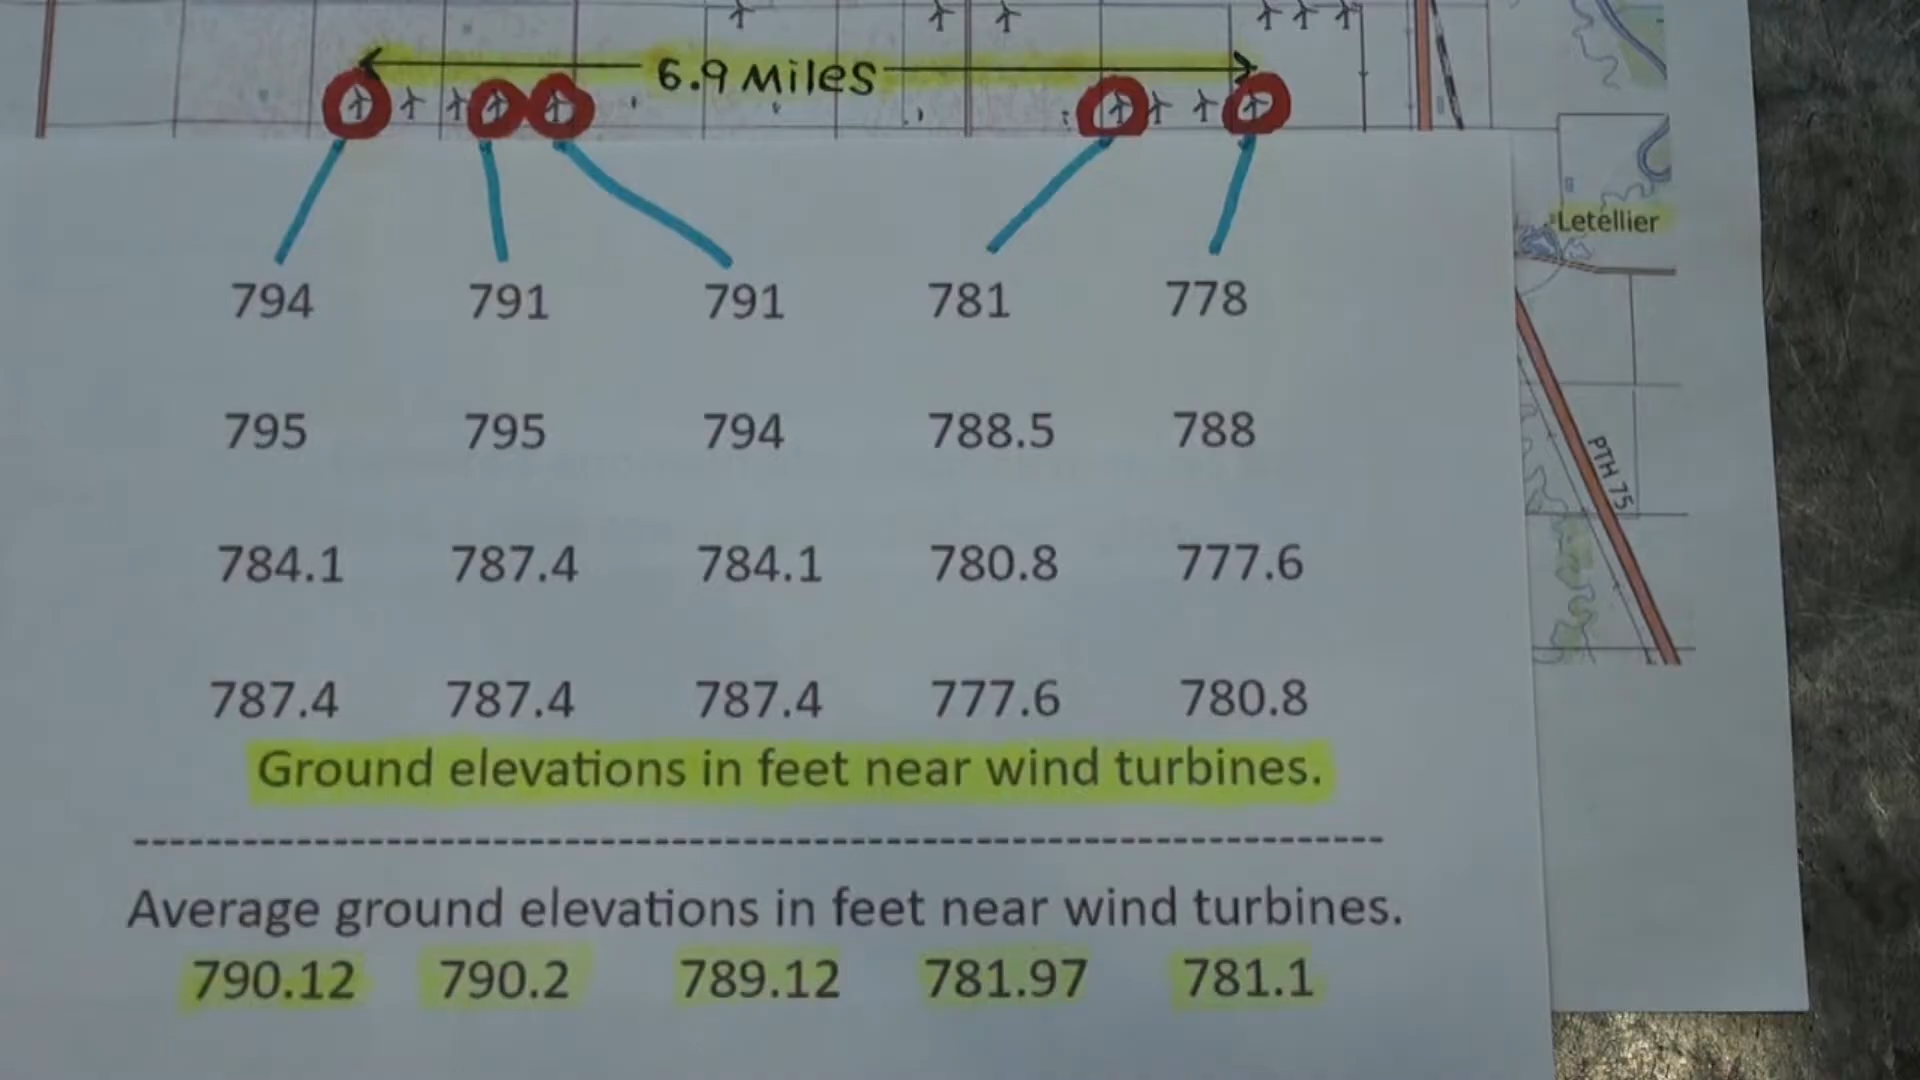 6.9 Miles
Letellier
794 791 791 781 778
795 795 794 788.5 788
PTH 75
784.1 787.4 784.1 780.8 777.6
787.4 787.4 787.4 777.6 780.8
Ground elevations in feet near wind turbines.
--------------------------------------------------------------------------------
Average ground elevations in feet near wind turbines.
790.12 790.2 789.12 781.97 781.1